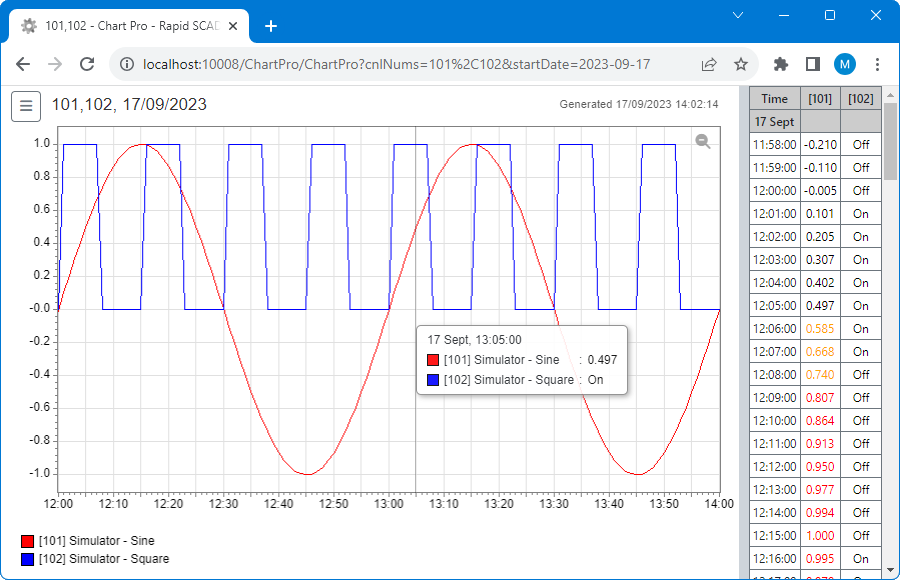 101,102 - Chart Pro - Rapid SCAD
localhost:10008/ChartPro/ChartPro?cnlNums=101%2C102&startDate=2023-09-17
M
101,102, 17/09/2023
Generated 17/09/2023 14:02:14
1.0
0.8
0.6
0.4
0.2
-0.0
-0.2
-0.4
-0.6
-0.8
-1.0
12:00 12:10 12:20 12:30 12:40 12:50 13:00 13:10 13:20 13:30 13:40 13:50 14:00
17 Sept, 13:05:00
[101] Simulator - Sine : 0.497
[102] Simulator - Square : On
[101] Simulator - Sine
[102] Simulator - Square
Time [101] [102]
17 Sept
11:58:00 -0.210 Off
11:59:00 -0.110 Off
12:00:00 -0.005 Off
12:01:00 0.101 On
12:02:00 0.205 On
12:03:00 0.307 On
12:04:00 0.402 On
12:05:00 0.497 On
12:06:00 0.585 On
12:07:00 0.668 On
12:08:00 0.740 Off
12:09:00 0.807 Off
12:10:00 0.864 Off
12:11:00 0.913 Off
12:12:00 0.950 Off
12:13:00 0.977 Off
12:14:00 0.994 Off
12:15:00 1.000 Off
12:16:00 0.995 On